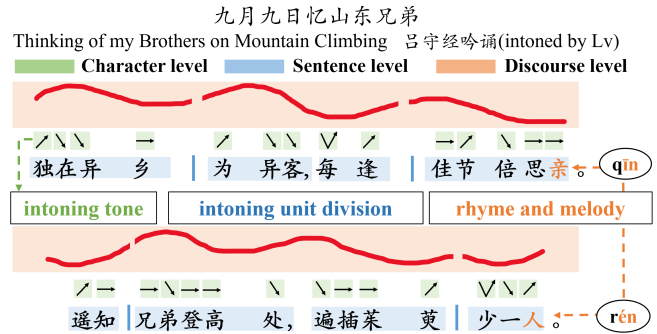 九月九日忆山东兄弟
Thinking of my Brothers on Mountain Climbing 吕守经吟诵(intoned by Lv)
Character level Sentence level Discourse level
独在异乡为异客,每逢佳节倍思亲。 qīn
intoning tone intoning unit division rhyme and melody
遥知兄弟登高处,遍插茱萸少一人。 rén